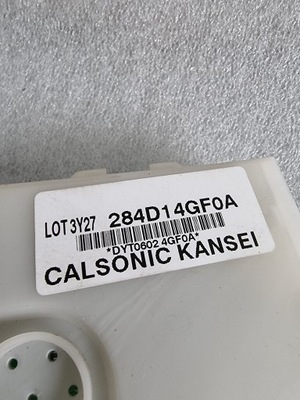 LOT 3Y27 284D14GF0A
*DYT0602 4GF0A*
CALSONIC KANSEI